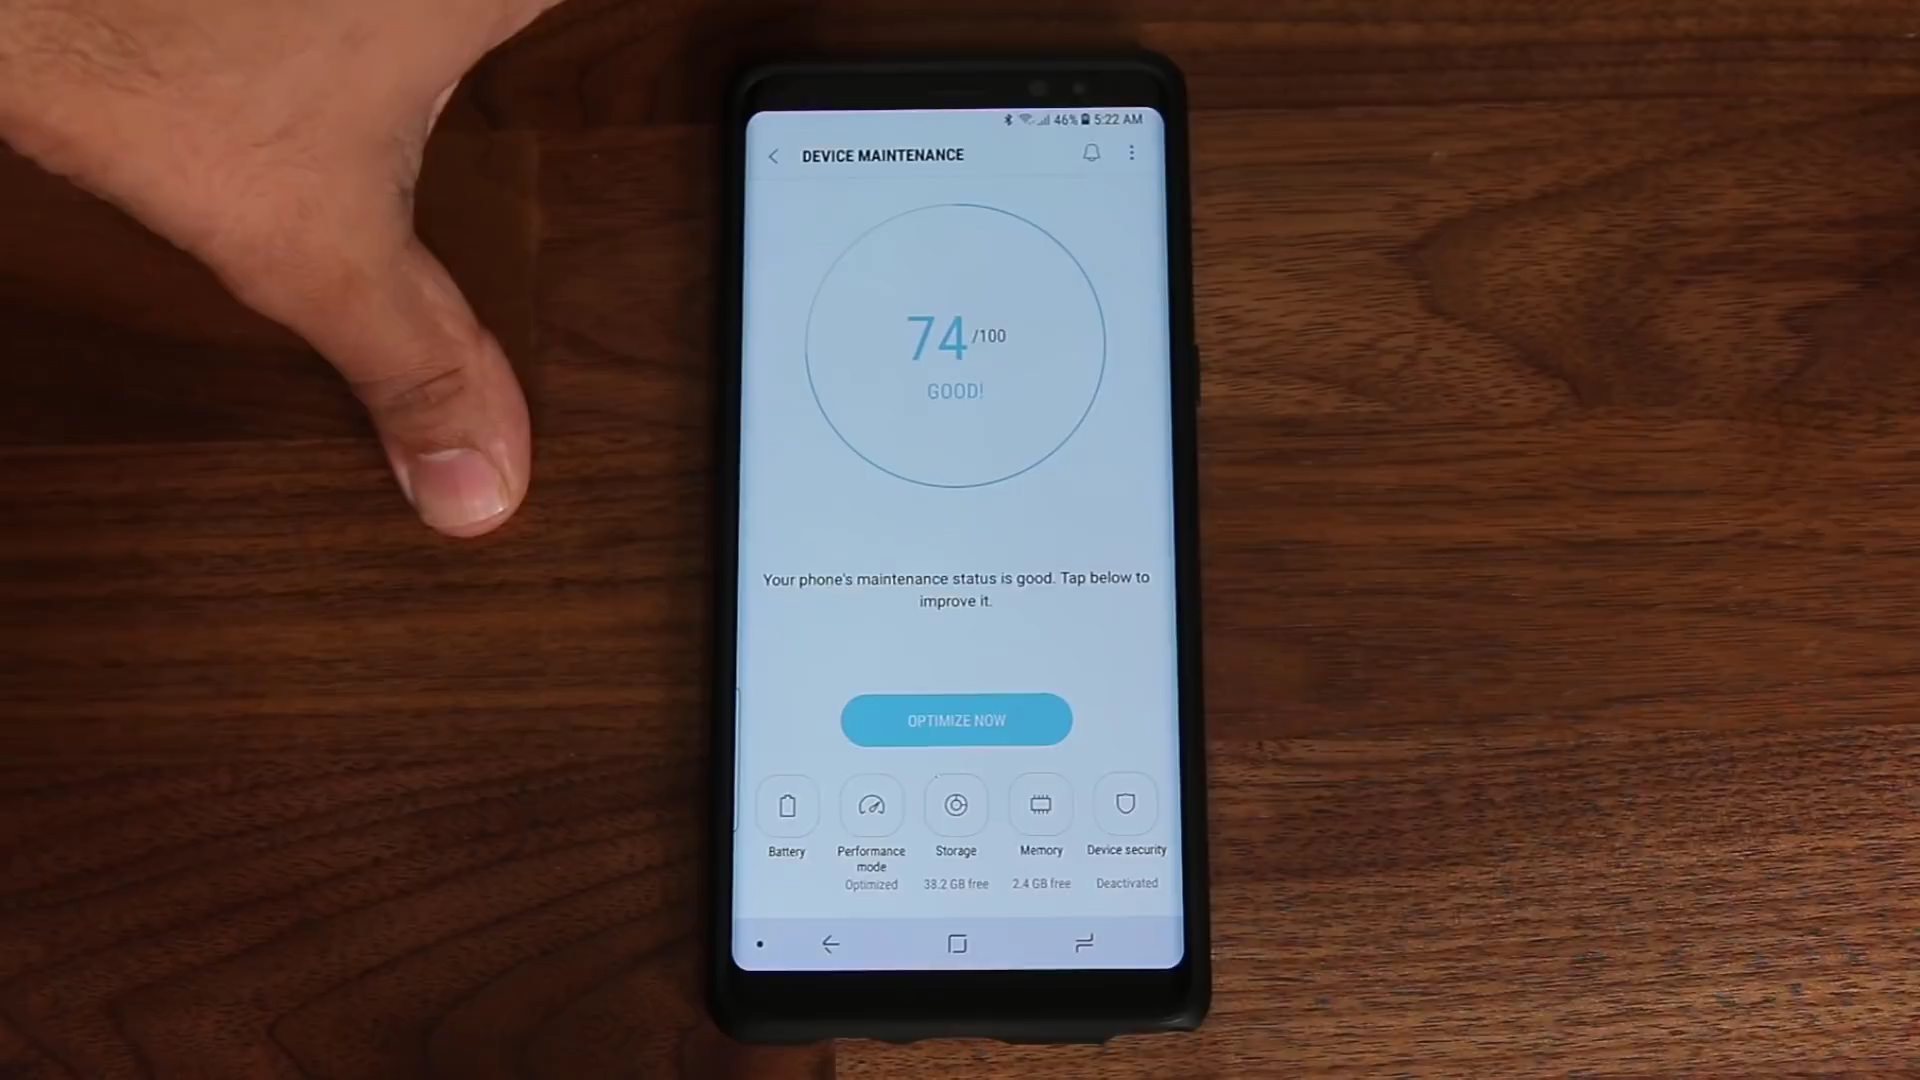 46% 5:22 AM
DEVICE MAINTENANCE
74/100
GOOD!
Your phone's maintenance status is good. Tap below to
improve it.
OPTIMIZE NOW
Battery
Performance
mode
Optimized
Storage
38.2 GB free
Memory
2.4 GB free
Device security
Deactivated